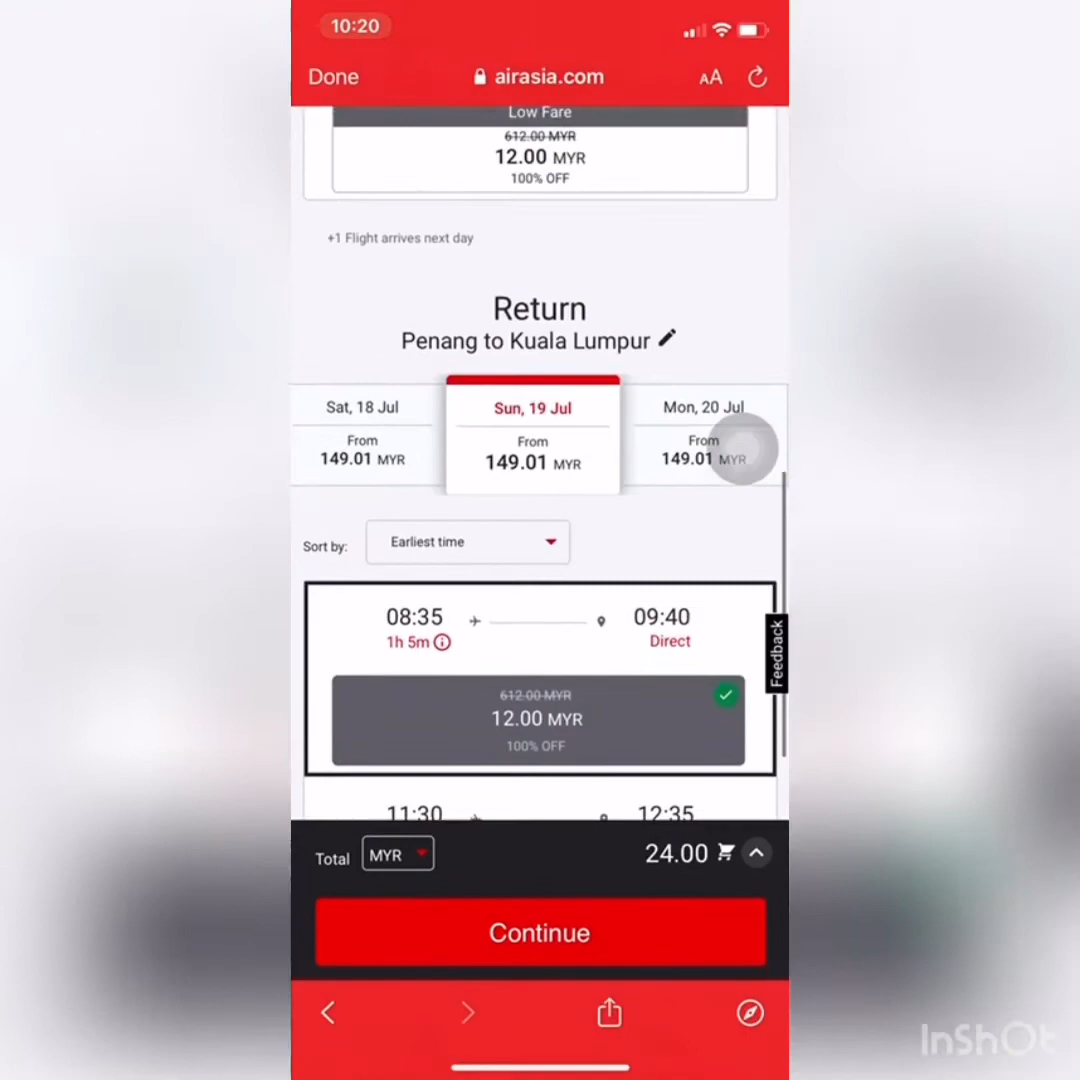 10:20
Done
airasia.com
AA
Low Fare
612.00 MYR
12.00 MYR
100% OFF
+1 Flight arrives next day
Return
Penang to Kuala Lumpur
Sat, 18 Jul
From
149.01 MYR
Sun, 19 Jul
From
149.01 MYR
Mon, 20 Jul
From
149.01 MYR
Sort by:
Earliest time
08:35
09:40
1h 5m
Direct
Feedback
612.00 MYR
12.00 MYR
100% OFF
11:30
12:35
Total
MYR
24.00
Continue
InShOt